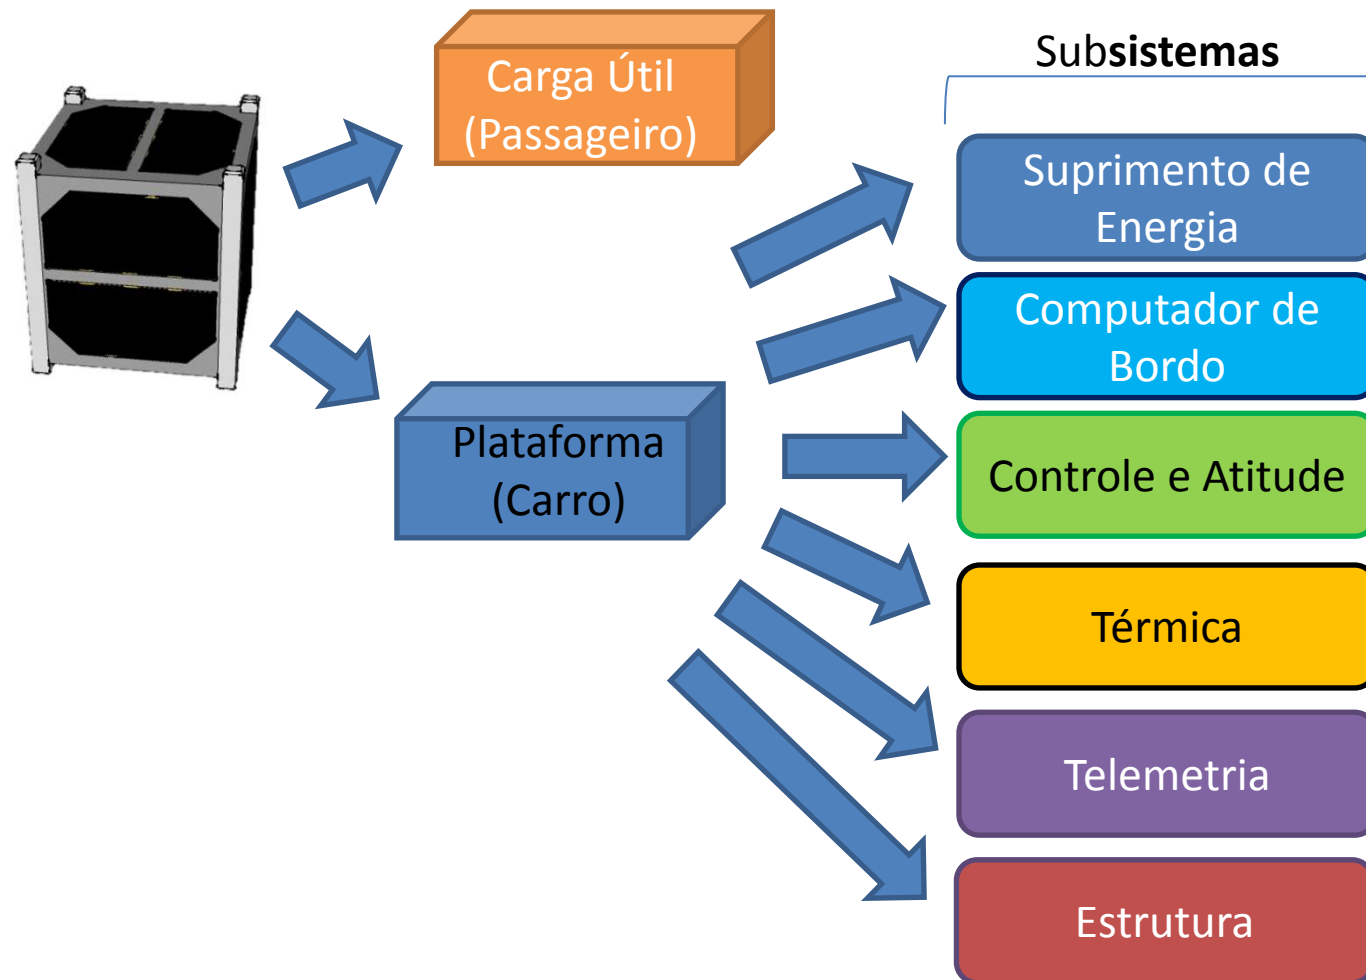 Carga Útil
(Passageiro)
Plataforma
(Carro)
Subsistemas
Suprimento de
Energia
Computador de
Bordo
Controle e Atitude
Térmica
Telemetria
Estrutura